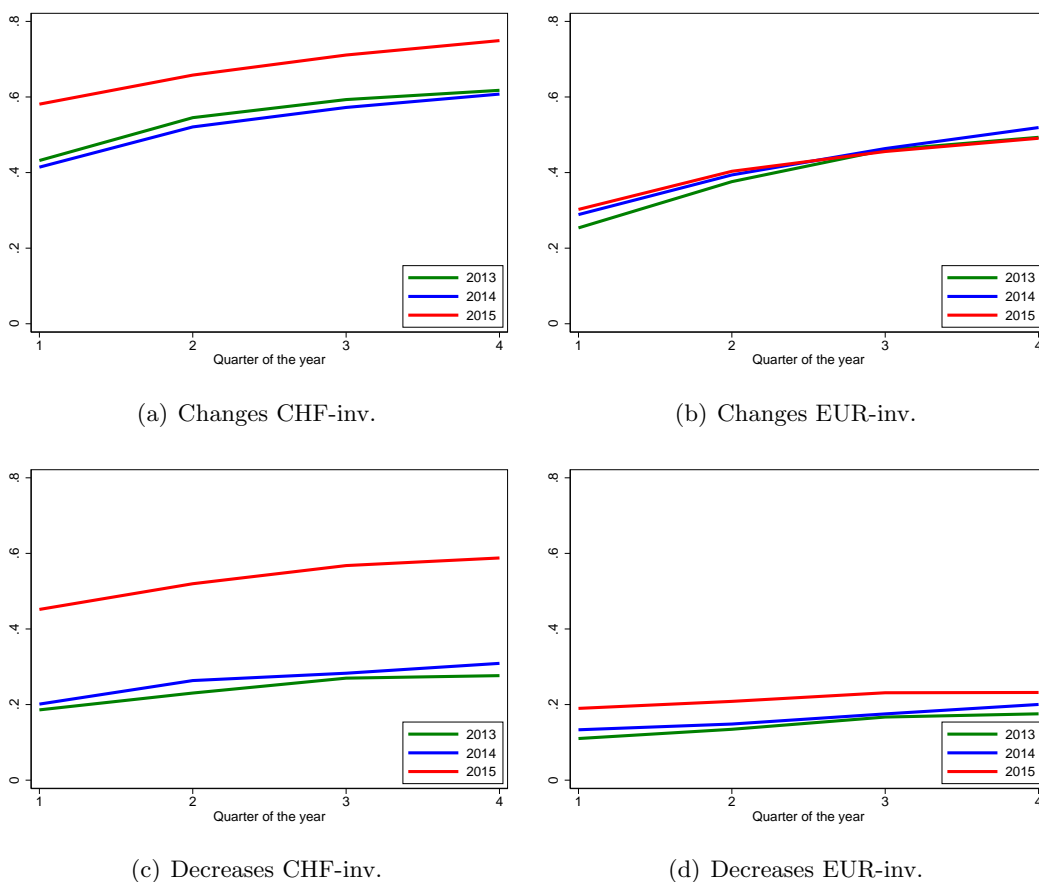 .8
.6
.4
.2
0
1 2 3 4
Quarter of the year
2013
2014
2015
(a) Changes CHF-inv.
.8
.6
.4
.2
0
1 2 3 4
Quarter of the year
2013
2014
2015
(b) Changes EUR-inv.
.8
.6
.4
.2
0
1 2 3 4
Quarter of the year
2013
2014
2015
(c) Decreases CHF-inv.
.8
.6
.4
.2
0
1 2 3 4
Quarter of the year
2013
2014
2015
(d) Decreases EUR-inv.